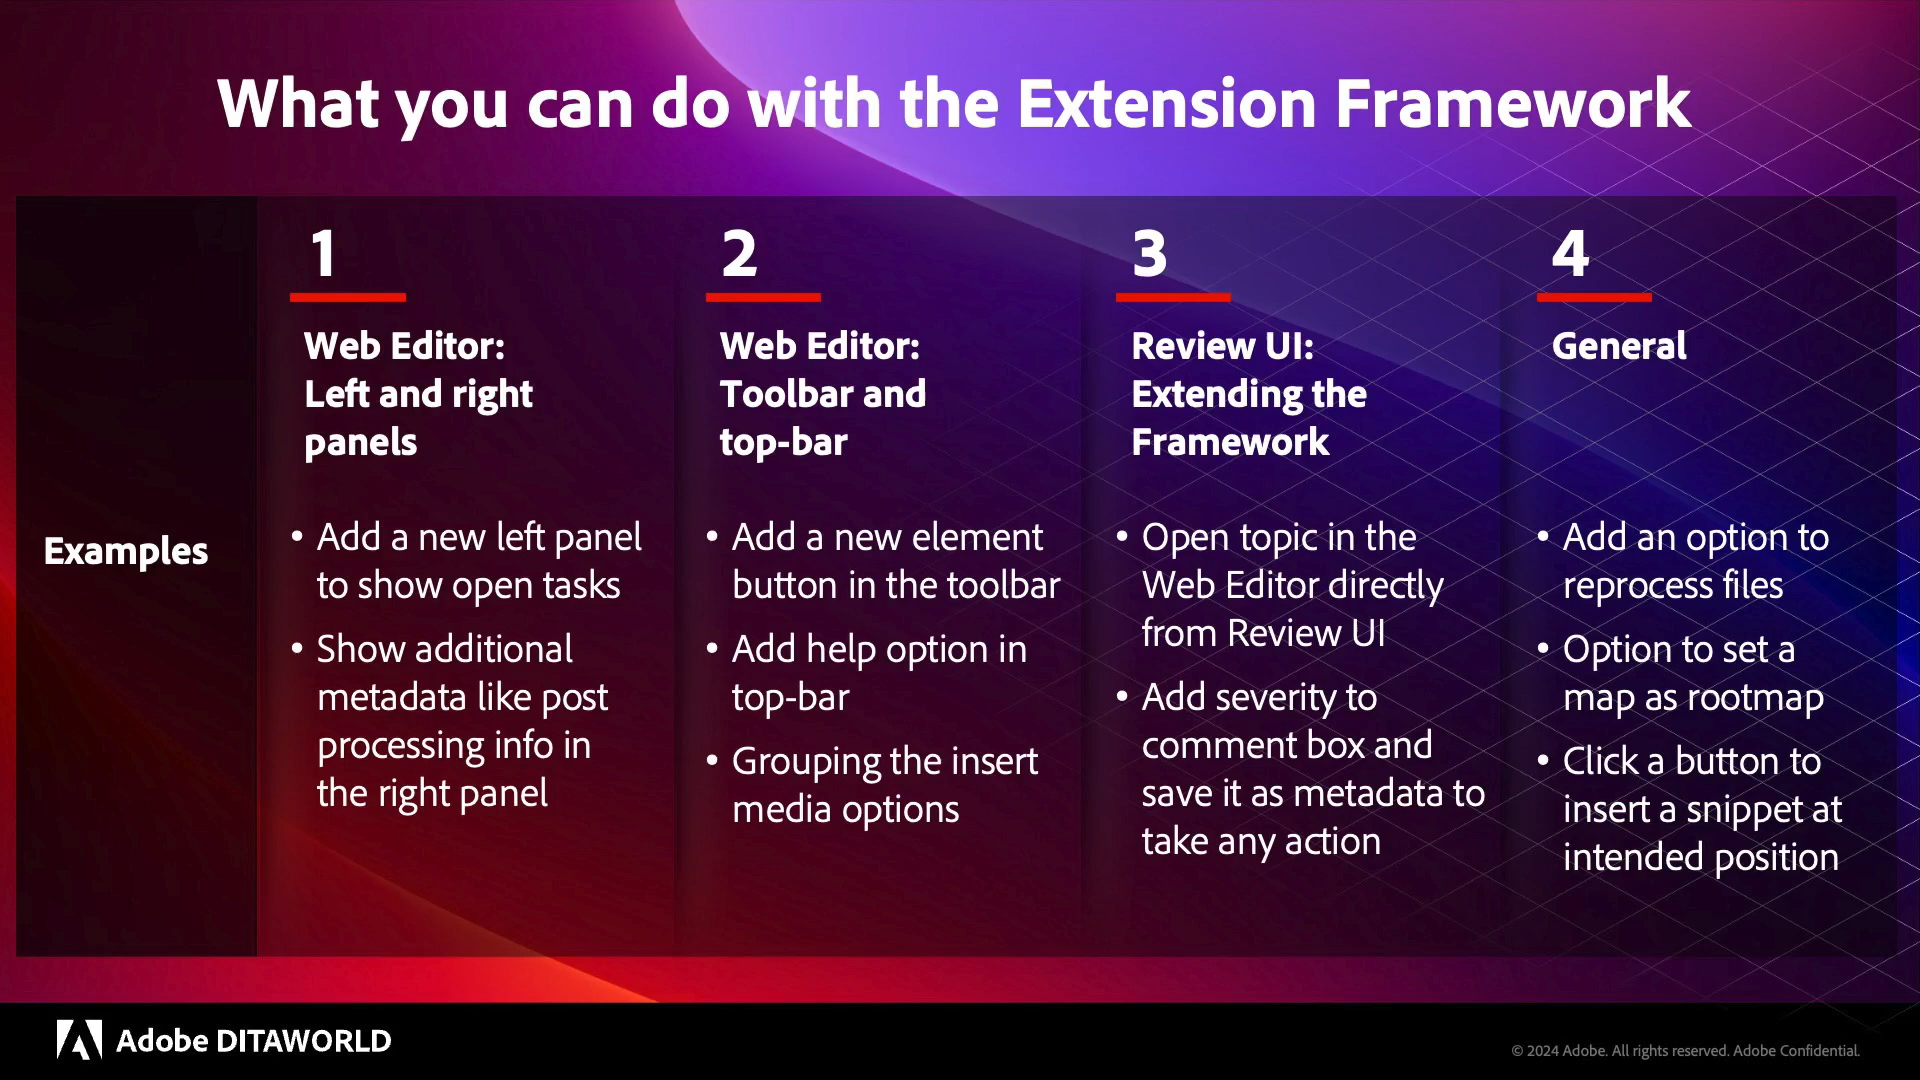 What you can do with the Extension Framework
Examples
1
Web Editor:
Left and right
panels
• Add a new left panel
to show open tasks
• Show additional
metadata like post
processing info in
the right panel
2
Web Editor:
Toolbar and
top-bar
• Add a new element
button in the toolbar
• Add help option in
top-bar
• Grouping the insert
media options
3
Review UI:
Extending the
Framework
• Open topic in the
Web Editor directly
from Review UI
• Add severity to
comment box and
save it as metadata to
take any action
4
General
• Add an option to
reprocess files
• Option to set a
map as rootmap
• Click a button to
insert a snippet at
intended position
Adobe DITAWORLD
© 2024 Adobe. All rights reserved. Adobe Confidential.